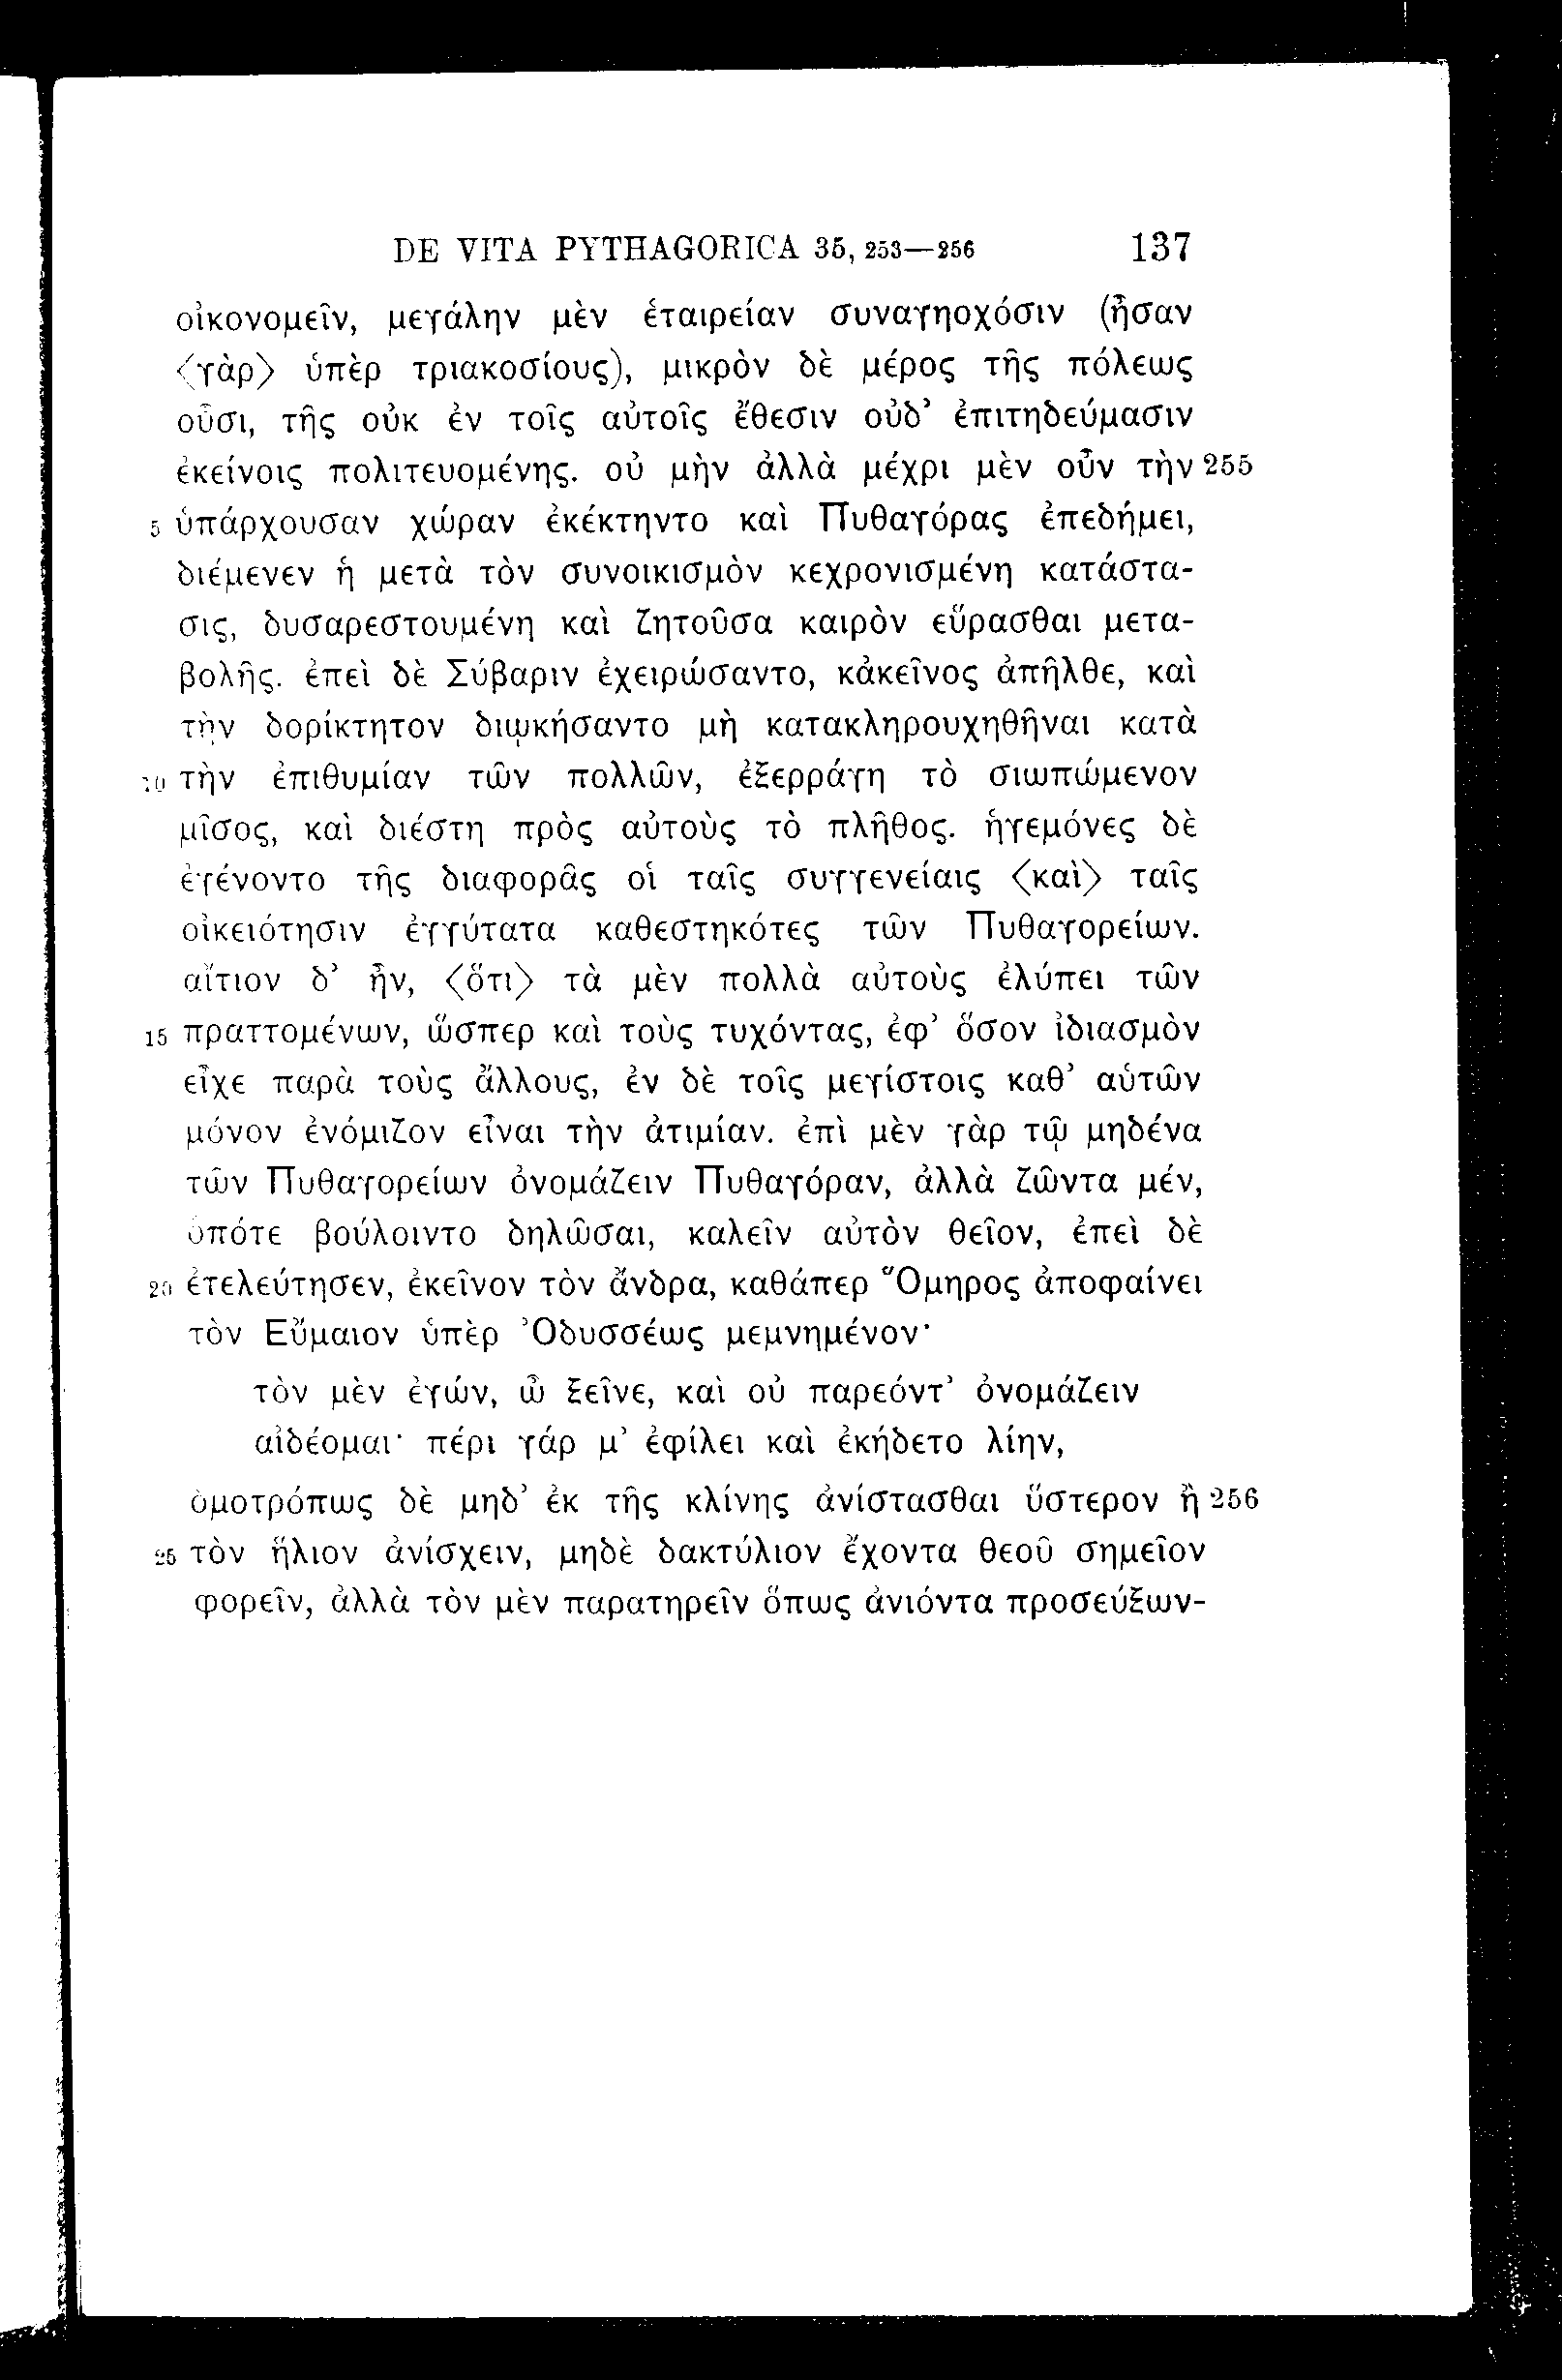 DE VITA PYTHAGORICA 35, 253—256 137
οἰκονομεῖν, μεγάλην μὲν ἑταιρείαν συναγηοχόσιν (ἦσαν
⟨γὰρ⟩ ὑπὲρ τριακοσίους), μικρὸν δὲ μέρος τῆς πόλεως
οὖσι, τῆς οὐκ ἐν τοῖς αὐτοῖς ἔθεσιν οὐδ’ ἐπιτηδεύμασιν
ἐκείνοις πολιτευομένης. οὐ μὴν ἀλλὰ μέχρι μὲν οὖν τὴν 255
5 ὑπάρχουσαν χώραν ἐκέκτηντο καὶ Πυθαγόρας ἐπεδήμει,
διέμενεν ἡ μετὰ τὸν συνοικισμὸν κεχρονισμένη κατάστα-
σις, δυσαρεστουμένη καὶ ζητοῦσα καιρὸν εὕρασθαι μετα-
βολῆς. ἐπεὶ δὲ Σύβαριν ἐχειρώσαντο, κἀκεῖνος ἀπῆλθε, καὶ
τὴν δορίκτητον διῳκήσαντο μὴ κατακληρουχηθῆναι κατὰ
10 τὴν ἐπιθυμίαν τῶν πολλῶν, ἐξερράγη τὸ σιωπώμενον
μῖσος, καὶ διέστη πρὸς αὐτοὺς τὸ πλῆθος. ἡγεμόνες δὲ
ἐγένοντο τῆς διαφορᾶς οἱ ταῖς συγγενείαις ⟨καὶ⟩ ταῖς
οἰκειότησιν ἐγγύτατα καθεστηκότες τῶν Πυθαγορείων.
αἴτιον δ’ ἦν, ⟨ὅτι⟩ τὰ μὲν πολλὰ αὐτοὺς ἐλύπει τῶν
15 πραττομένων, ὥσπερ καὶ τοὺς τυχόντας, ἐφ’ ὅσον ἰδιασμὸν
εἶχε παρὰ τοὺς ἄλλους, ἐν δὲ τοῖς μεγίστοις καθ’ αὑτῶν
μόνον ἐνόμιζον εἶναι τὴν ἀτιμίαν. ἐπὶ μὲν γὰρ τῷ μηδένα
τῶν Πυθαγορείων ὀνομάζειν Πυθαγόραν, ἀλλὰ ζῶντα μέν,
ὁπότε βούλοιντο δηλῶσαι, καλεῖν αὐτὸν θεῖον, ἐπεὶ δὲ
20 ἐτελεύτησεν, ἐκεῖνον τὸν ἄνδρα, καθάπερ Ὅμηρος ἀποφαίνει
τὸν Εὔμαιον ὑπὲρ Ὀδυσσέως μεμνημένον·
τὸν μὲν ἐγών, ὦ ξεῖνε, καὶ οὐ παρεόντ’ ὀνομάζειν
αἰδέομαι· πέρι γάρ μ’ ἐφίλει καὶ ἐκήδετο λίην,
ὁμοτρόπως δὲ μηδ’ ἐκ τῆς κλίνης ἀνίστασθαι ὕστερον ἢ 256
25 τὸν ἥλιον ἀνίσχειν, μηδὲ δακτύλιον ἔχοντα θεοῦ σημεῖον
φορεῖν, ἀλλὰ τὸν μὲν παρατηρεῖν ὅπως ἀνιόντα προσεύξων-